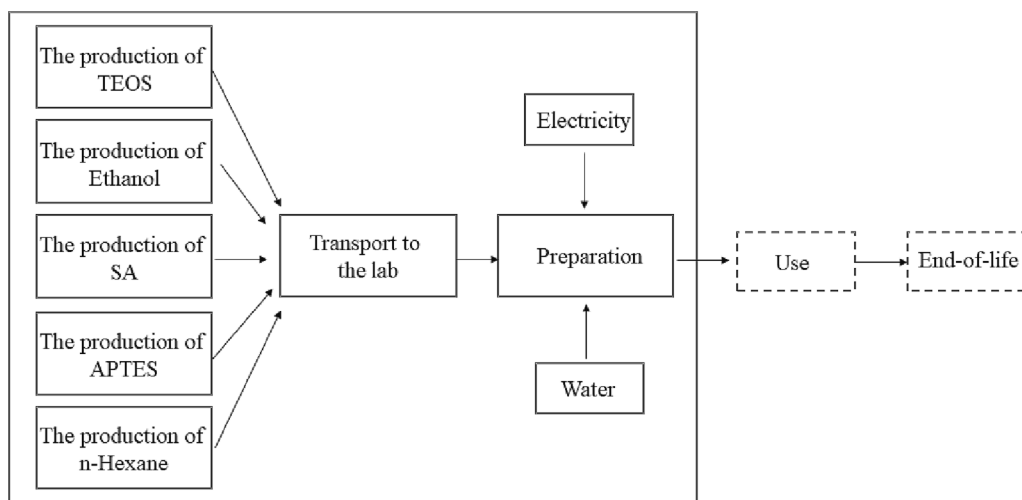 The production of
TEOS
The production of
Ethanol
The production of
SA
The production of
APTES
The production of
n-Hexane
Transport to
the lab
Electricity
Preparation
Water
Use
End-of-life